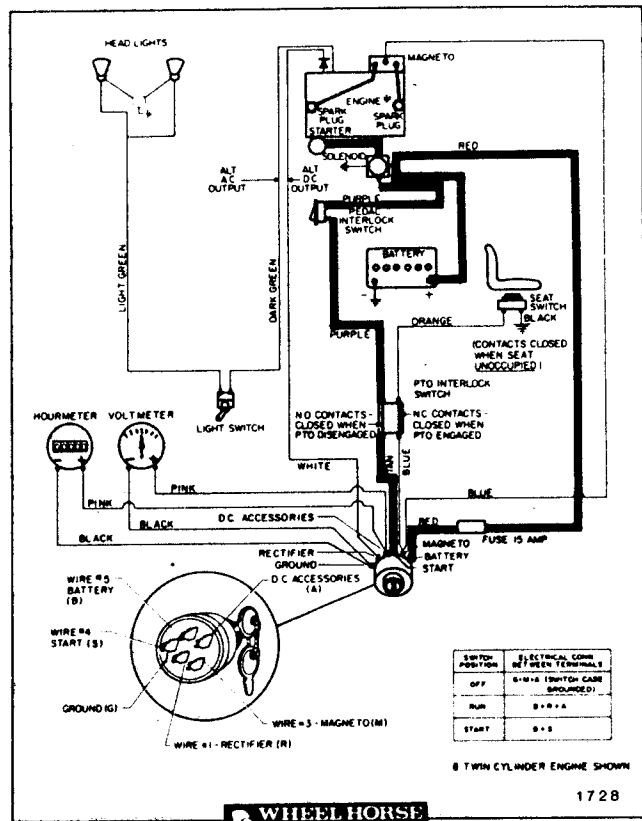 HEAD LIGHTS
MAGNETO
ENGINE
SPARK
PLUG
SPARK
PLUG
STARTER
SOLENOID
RED
ALT
AC
OUTPUT
ALT
DC
OUTPUT
PURPLE
PEDAL
INTERLOCK
SWITCH
BATTERY
- +
LIGHT GREEN
DARK GREEN
SEAT
SWITCH
BLACK
ORANGE
PURPLE
(CONTACTS CLOSED
WHEN SEAT
UNOCCUPIED)
PTO INTERLOCK
SWITCH
LIGHT SWITCH
NO CONTACTS -
CLOSED WHEN
PTO DISENGAGED
NC CONTACTS -
CLOSED WHEN
PTO ENGAGED
HOURMETER
VOLTMETER
WHITE
TAN
BLUE
PINK
PINK
BLUE
D.C. ACCESSORIES
BLACK
RED
FUSE 15 AMP
BLACK
RECTIFIER
GROUND
MAGNETO
BATTERY
START
D.C ACCESSORIES
(A)
WIRE #5
BATTERY
(B)
WIRE #4
START (S)
GROUND(G)
WIRE #3 - MAGNETO(M)
WIRE #1 - RECTIFIER (R)
SWITCH POSITION ELECTRICAL CONN BETWEEN TERMINALS
OFF G+M+A (SWITCH CASE GROUNDED)
RUN B+R+A
START B+S
TWIN CYLINDER ENGINE SHOWN
1728
WHEEL HORSE